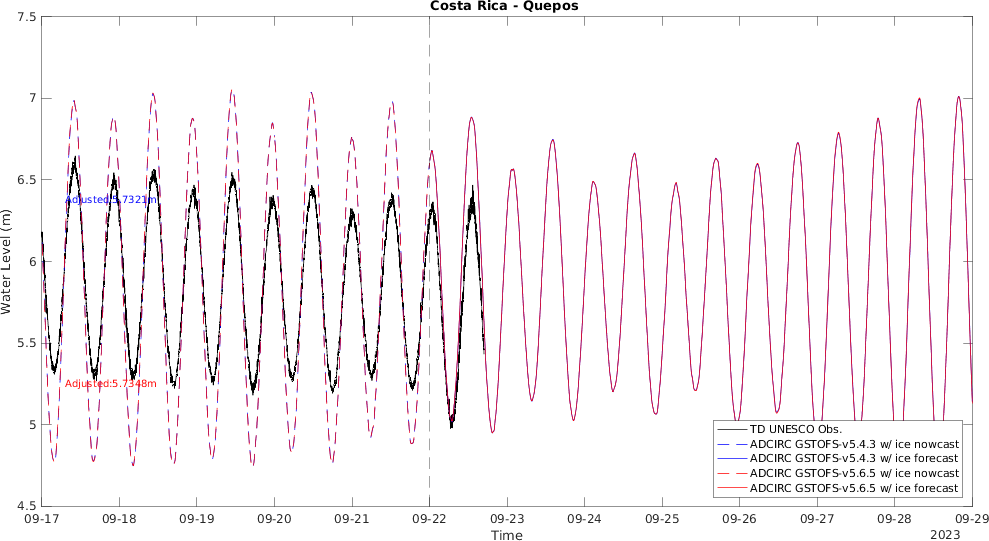 Costa Rica - Quepos
7.5
7
6.5
6
5.5
5
4.5
Water Level (m)
Adjusted:5.7321m
Adjusted:5.7348m
TD UNESCO Obs.
ADCIRC GSTOFS-v5.4.3 w/ ice nowcast
ADCIRC GSTOFS-v5.4.3 w/ ice forecast
ADCIRC GSTOFS-v5.6.5 w/ ice nowcast
ADCIRC GSTOFS-v5.6.5 w/ ice forecast
09-17 09-18 09-19 09-20 09-21 09-22 09-23 09-24 09-25 09-26 09-27 09-28 09-29
Time
2023